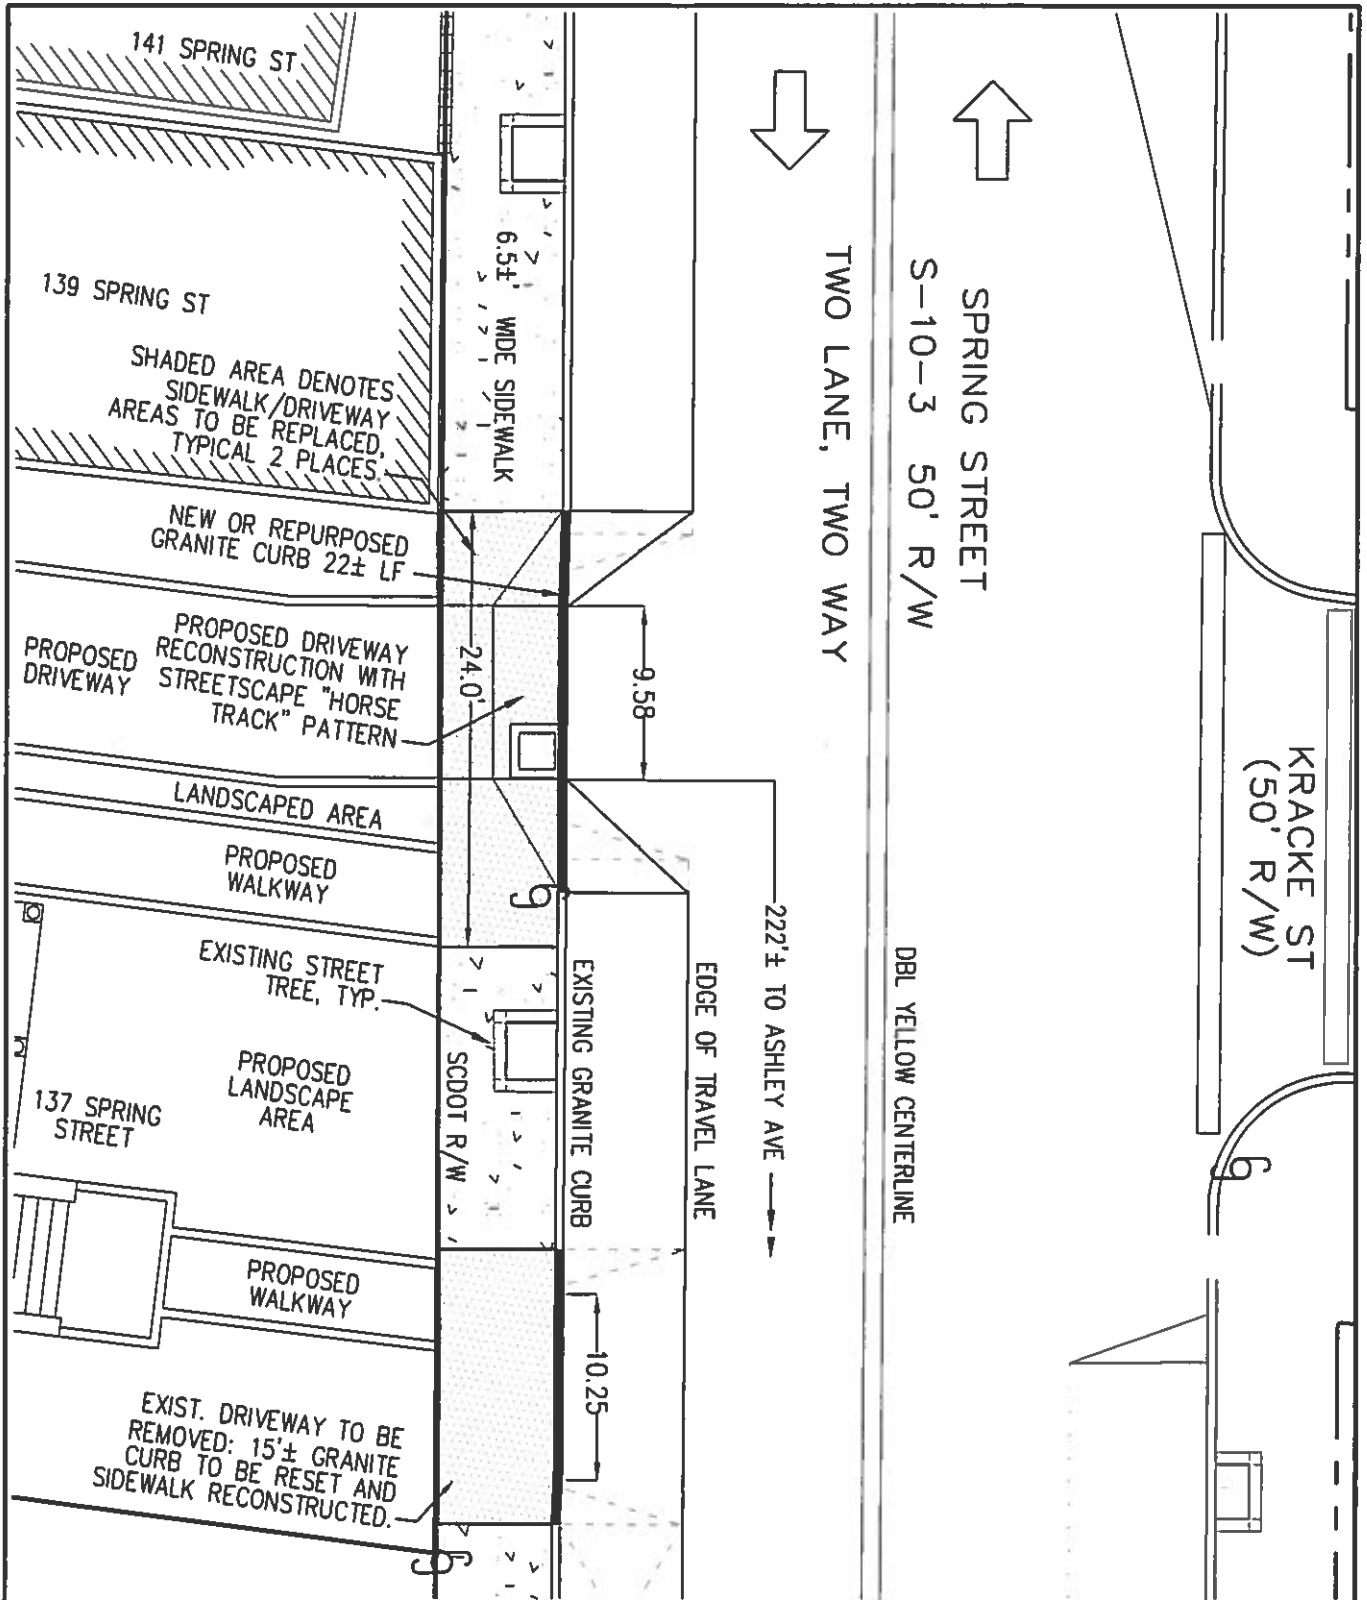 141 SPRING ST
139 SPRING ST
SHADED AREA DENOTES
SIDEWALK/DRIVEWAY
AREAS TO BE REPLACED,
TYPICAL 2 PLACES.
NEW OR REPURPOSED
GRANITE CURB 22± LF
PROPOSED DRIVEWAY
RECONSTRUCTION WITH
STREETSCAPE "HORSE
TRACK" PATTERN
PROPOSED
DRIVEWAY
LANDSCAPED AREA
PROPOSED
WALKWAY
EXISTING STREET
TREE, TYP.
PROPOSED
LANDSCAPE
AREA
137 SPRING
STREET
PROPOSED
WALKWAY
EXIST. DRIVEWAY TO BE
REMOVED: 15'± GRANITE
CURB TO BE RESET AND
SIDEWALK RECONSTRUCTED.
6.5±' WIDE SIDEWALK
24.0'
9.58
10.25
SCDOT R/W
EXISTING GRANITE CURB
EDGE OF TRAVEL LANE
222'± TO ASHLEY AVE
DBL YELLOW CENTERLINE
SPRING STREET
S-10-3 50' R/W
TWO LANE, TWO WAY
KRACKE ST
(50' R/W)